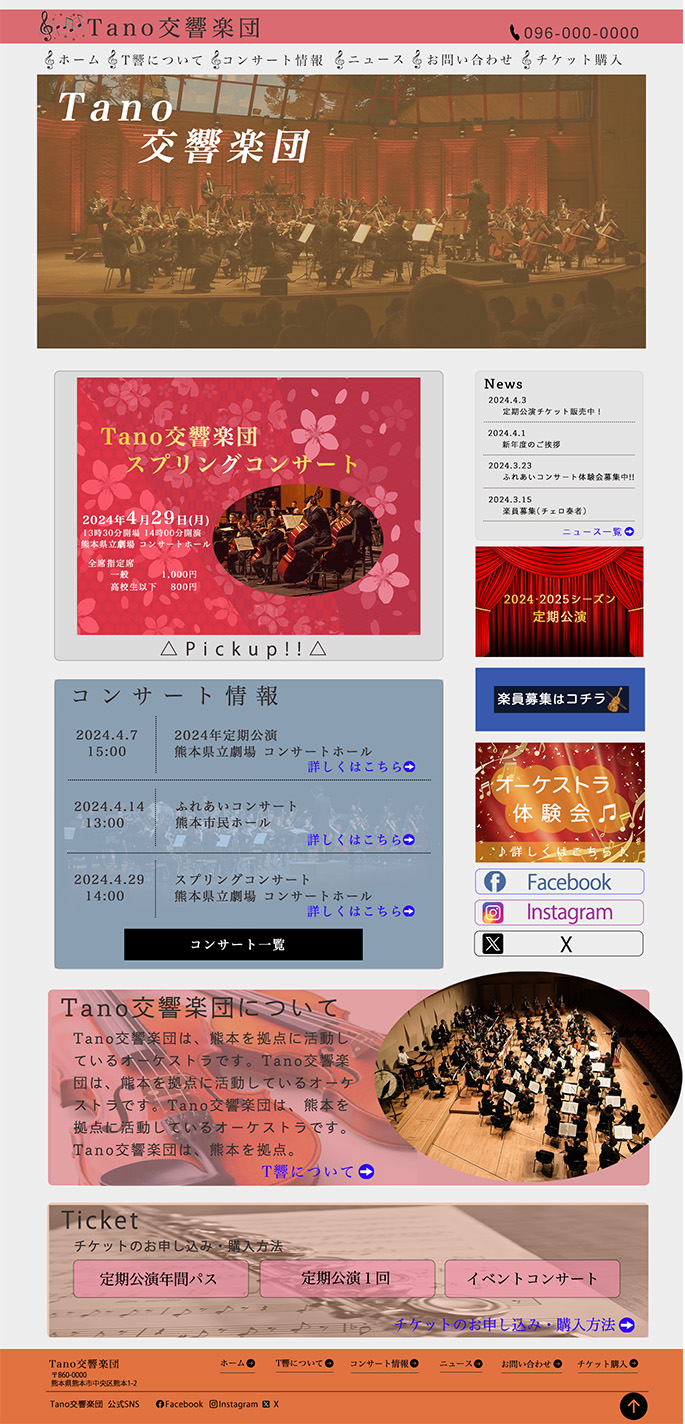 Tano交響楽団
096-000-0000
ホーム
T響について
コンサート情報
ニュース
お問い合わせ
チケット購入
Tano
交響楽団
Tano交響楽団
スプリングコンサート
2024年4月29日(月)
13時30分開場 14時00分開演
熊本県立劇場 コンサートホール
全席指定席
一般 1,000円
高校生以下 800円
△Pickup!!△
News
2024.4.3
定期公演チケット販売中！
2024.4.1
新年度のご挨拶
2024.3.23
ふれあいコンサート体験会募集中!!
2024.3.15
楽員募集(チェロ奏者)
ニュース一覧
2024-2025シーズン
定期公演
楽員募集はコチラ
オーケストラ
体験会♫
♪詳しくはこちら♪
Facebook
Instagram
X
コンサート情報
2024.4.7
15:00
2024年定期公演
熊本県立劇場 コンサートホール
詳しくはこちら
2024.4.14
13:00
ふれあいコンサート
熊本市民ホール
詳しくはこちら
2024.4.29
14:00
スプリングコンサート
熊本県立劇場 コンサートホール
詳しくはこちら
コンサート一覧
Tano交響楽団について
Tano交響楽団は、熊本を拠点に活動し
ているオーケストラです。Tano交響楽
団は、熊本を拠点に活動しているオーケ
ストラです。Tano交響楽団は、熊本を
拠点に活動しているオーケストラです。
Tano交響楽団は、熊本を拠点。
T響について
Ticket
チケットのお申し込み・購入方法
定期公演年間パス
定期公演１回
イベントコンサート
チケットのお申し込み・購入方法
Tano交響楽団
〒860-0000
熊本県熊本市中央区熊本1-2
ホーム
T響について
コンサート情報
ニュース
お問い合わせ
チケット購入
Tano交響楽団 公式SNS
Facebook
Instagram
X